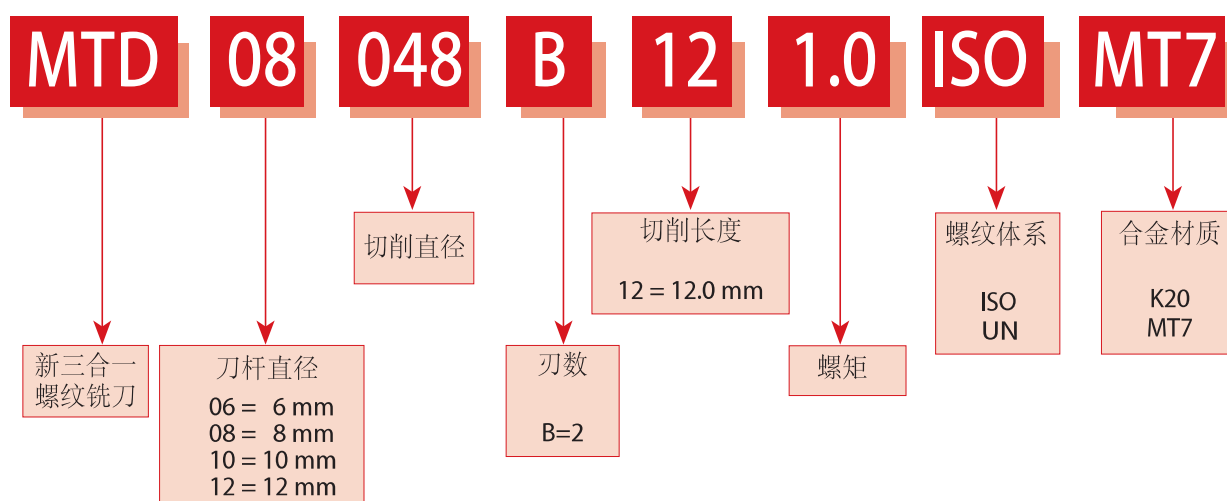 MTD 08 048 B 12 1.0 ISO MT7
切削直径
切削长度
12 = 12.0 mm
螺纹体系
ISO
UN
合金材质
K20
MT7
新三合一
螺纹铣刀
刀杆直径
06 = 6 mm
08 = 8 mm
10 = 10 mm
12 = 12 mm
刃数
B=2
螺矩